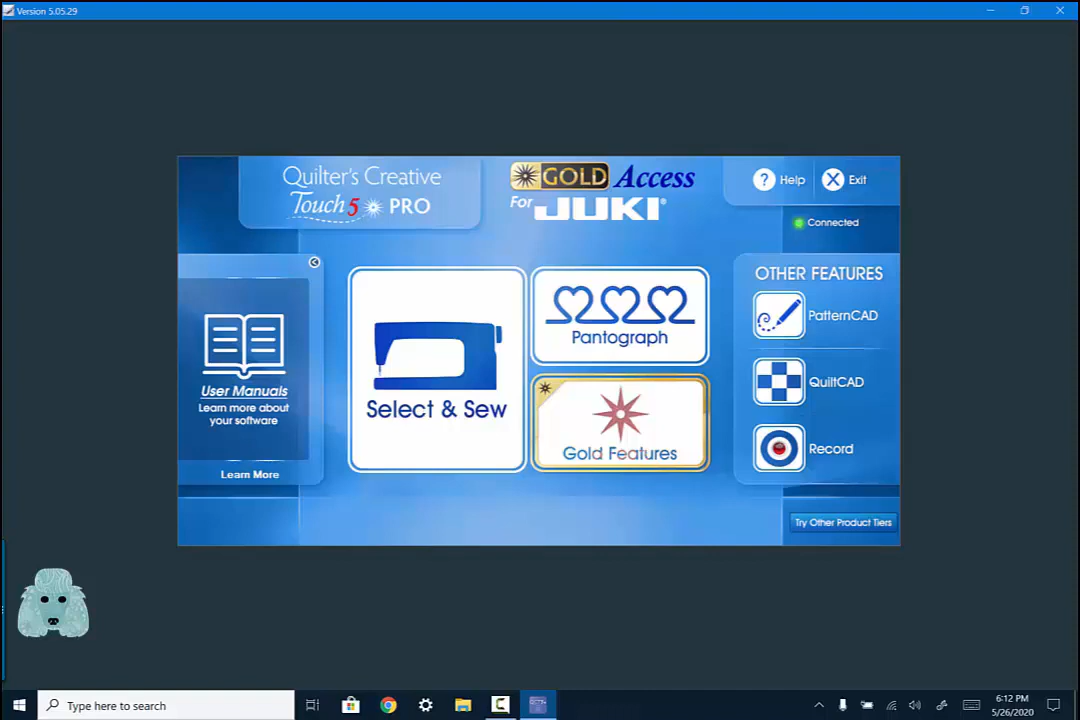 Version 5.05.29
Quilter's Creative
Touch 5 PRO
GOLD Access
For JUKI®
? Help
X Exit
Connected
User Manuals
Learn more about
your software
Learn More
Select & Sew
Pantograph
Gold Features
OTHER FEATURES
PatternCAD
QuiltCAD
Record
Try Other Product Tiers
Type here to search
6:12 PM
5/26/2020